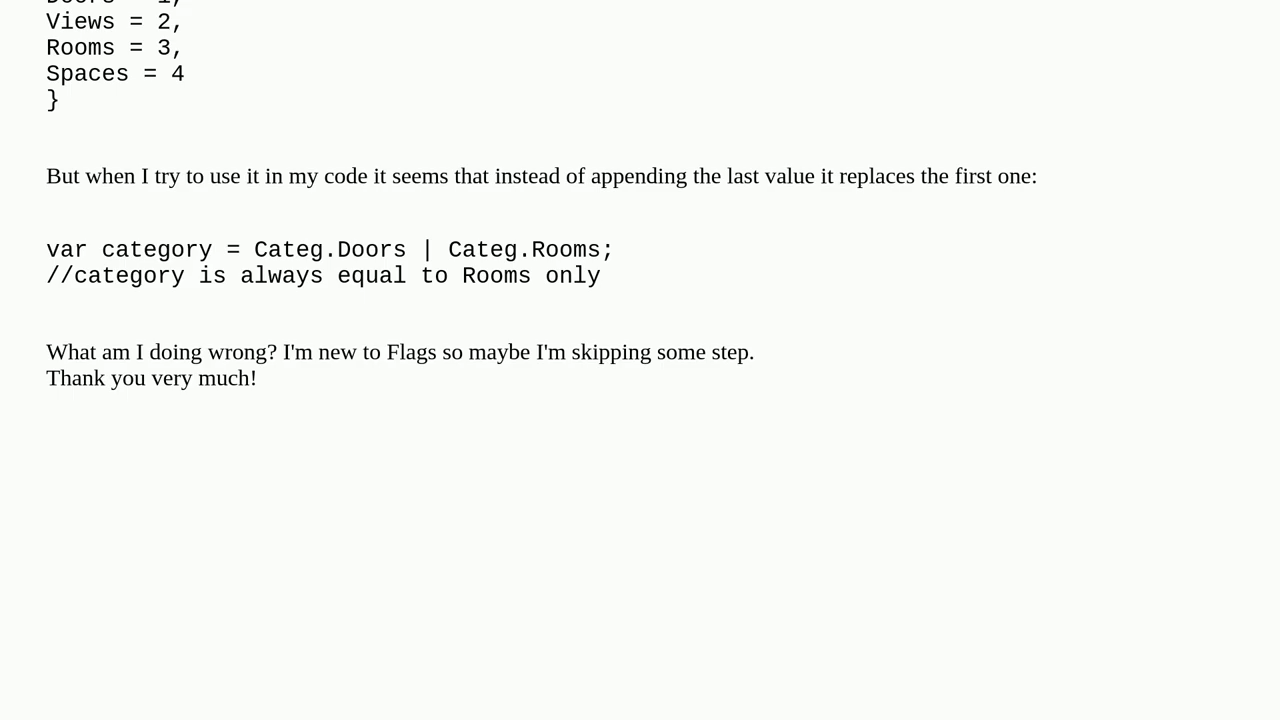 Doors = 1,
Views = 2,
Rooms = 3,
Spaces = 4
}
But when I try to use it in my code it seems that instead of appending the last value it replaces the first one:
var category = Categ.Doors | Categ.Rooms;
//category is always equal to Rooms only
What am I doing wrong? I'm new to Flags so maybe I'm skipping some step.
Thank you very much!